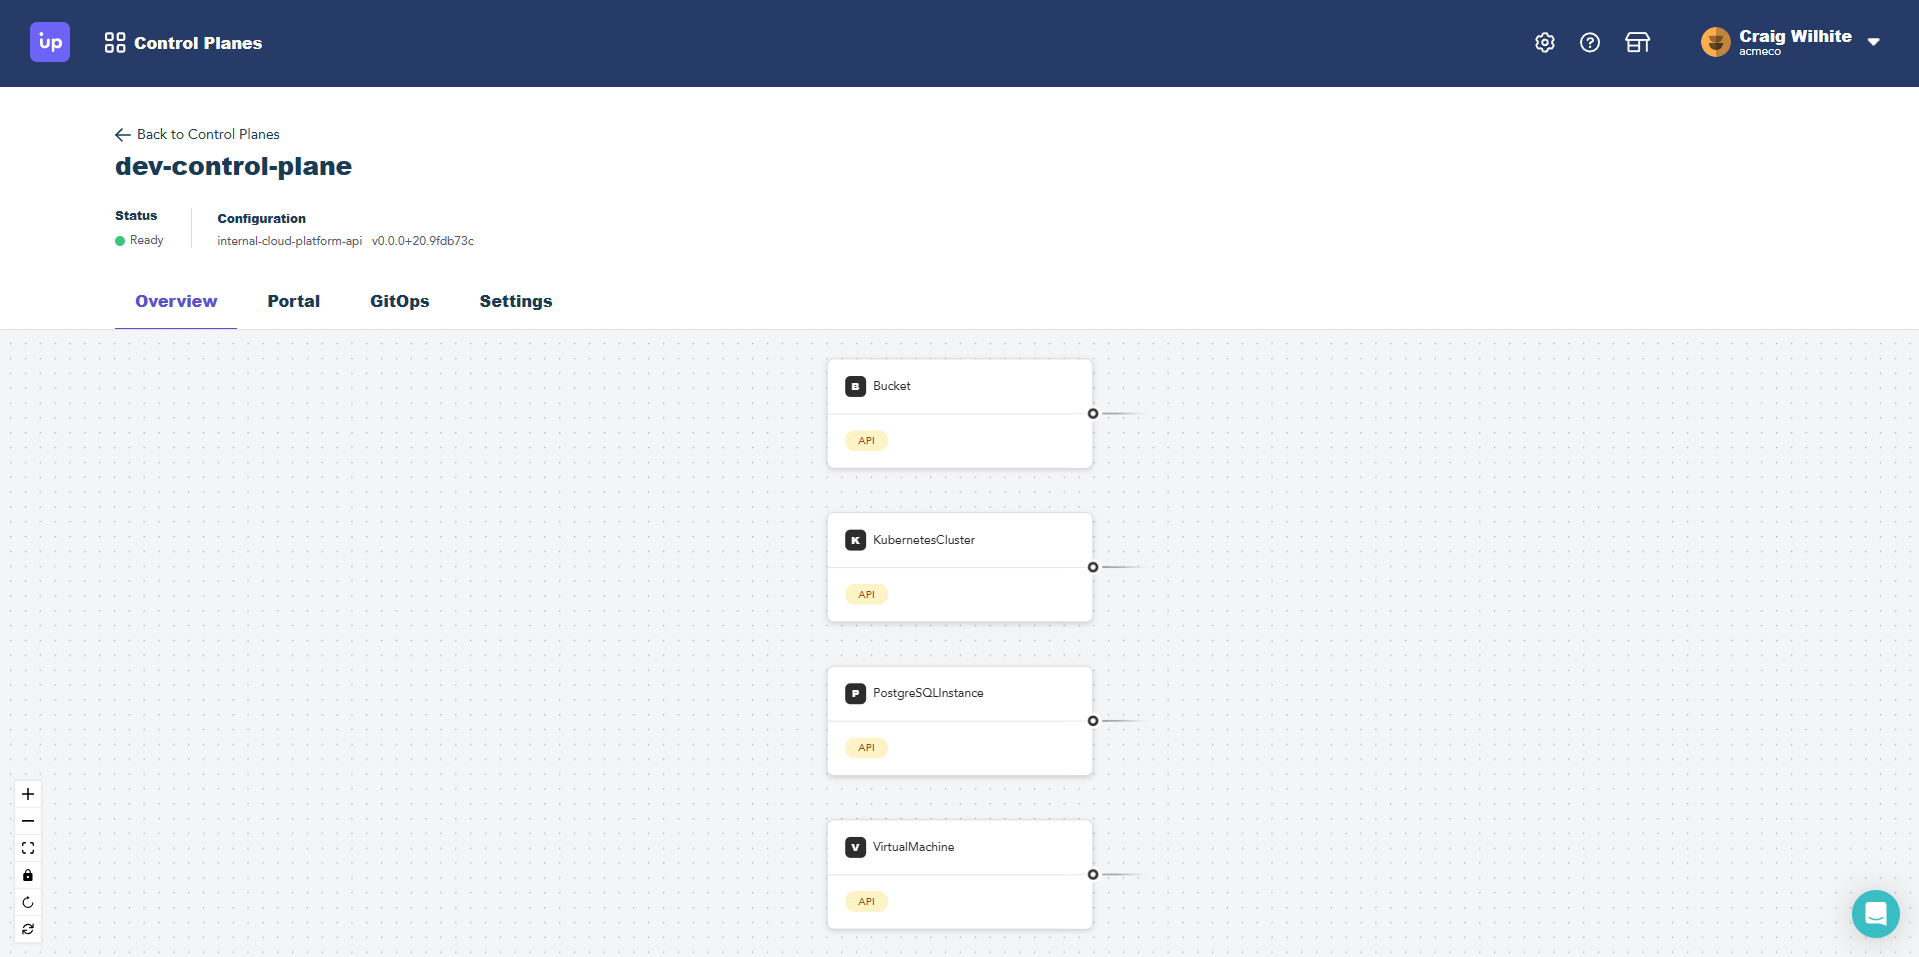 up
Control Planes
Craig Wilhite
acmeco
Back to Control Planes
dev-control-plane
Status
Ready
Configuration
internal-cloud-platform-api v0.0.0+20.9fdb73c
Overview
Portal
GitOps
Settings
B Bucket
API
K KubernetesCluster
API
P PostgreSQLInstance
API
V VirtualMachine
API